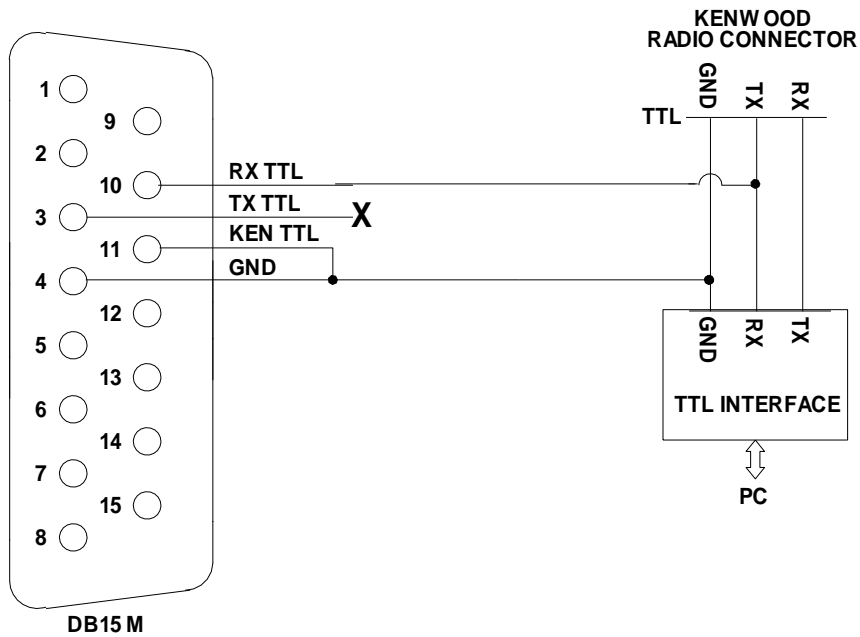 KENWOOD
RADIO CONNECTOR
GND TX RX
TTL
1
9
2
10
RX TTL
3
TX TTL
X
11
KEN TTL
4
GND
12
5
13
6
14
7
15
8
GND RX TX
TTL INTERFACE
PC
DB15 M